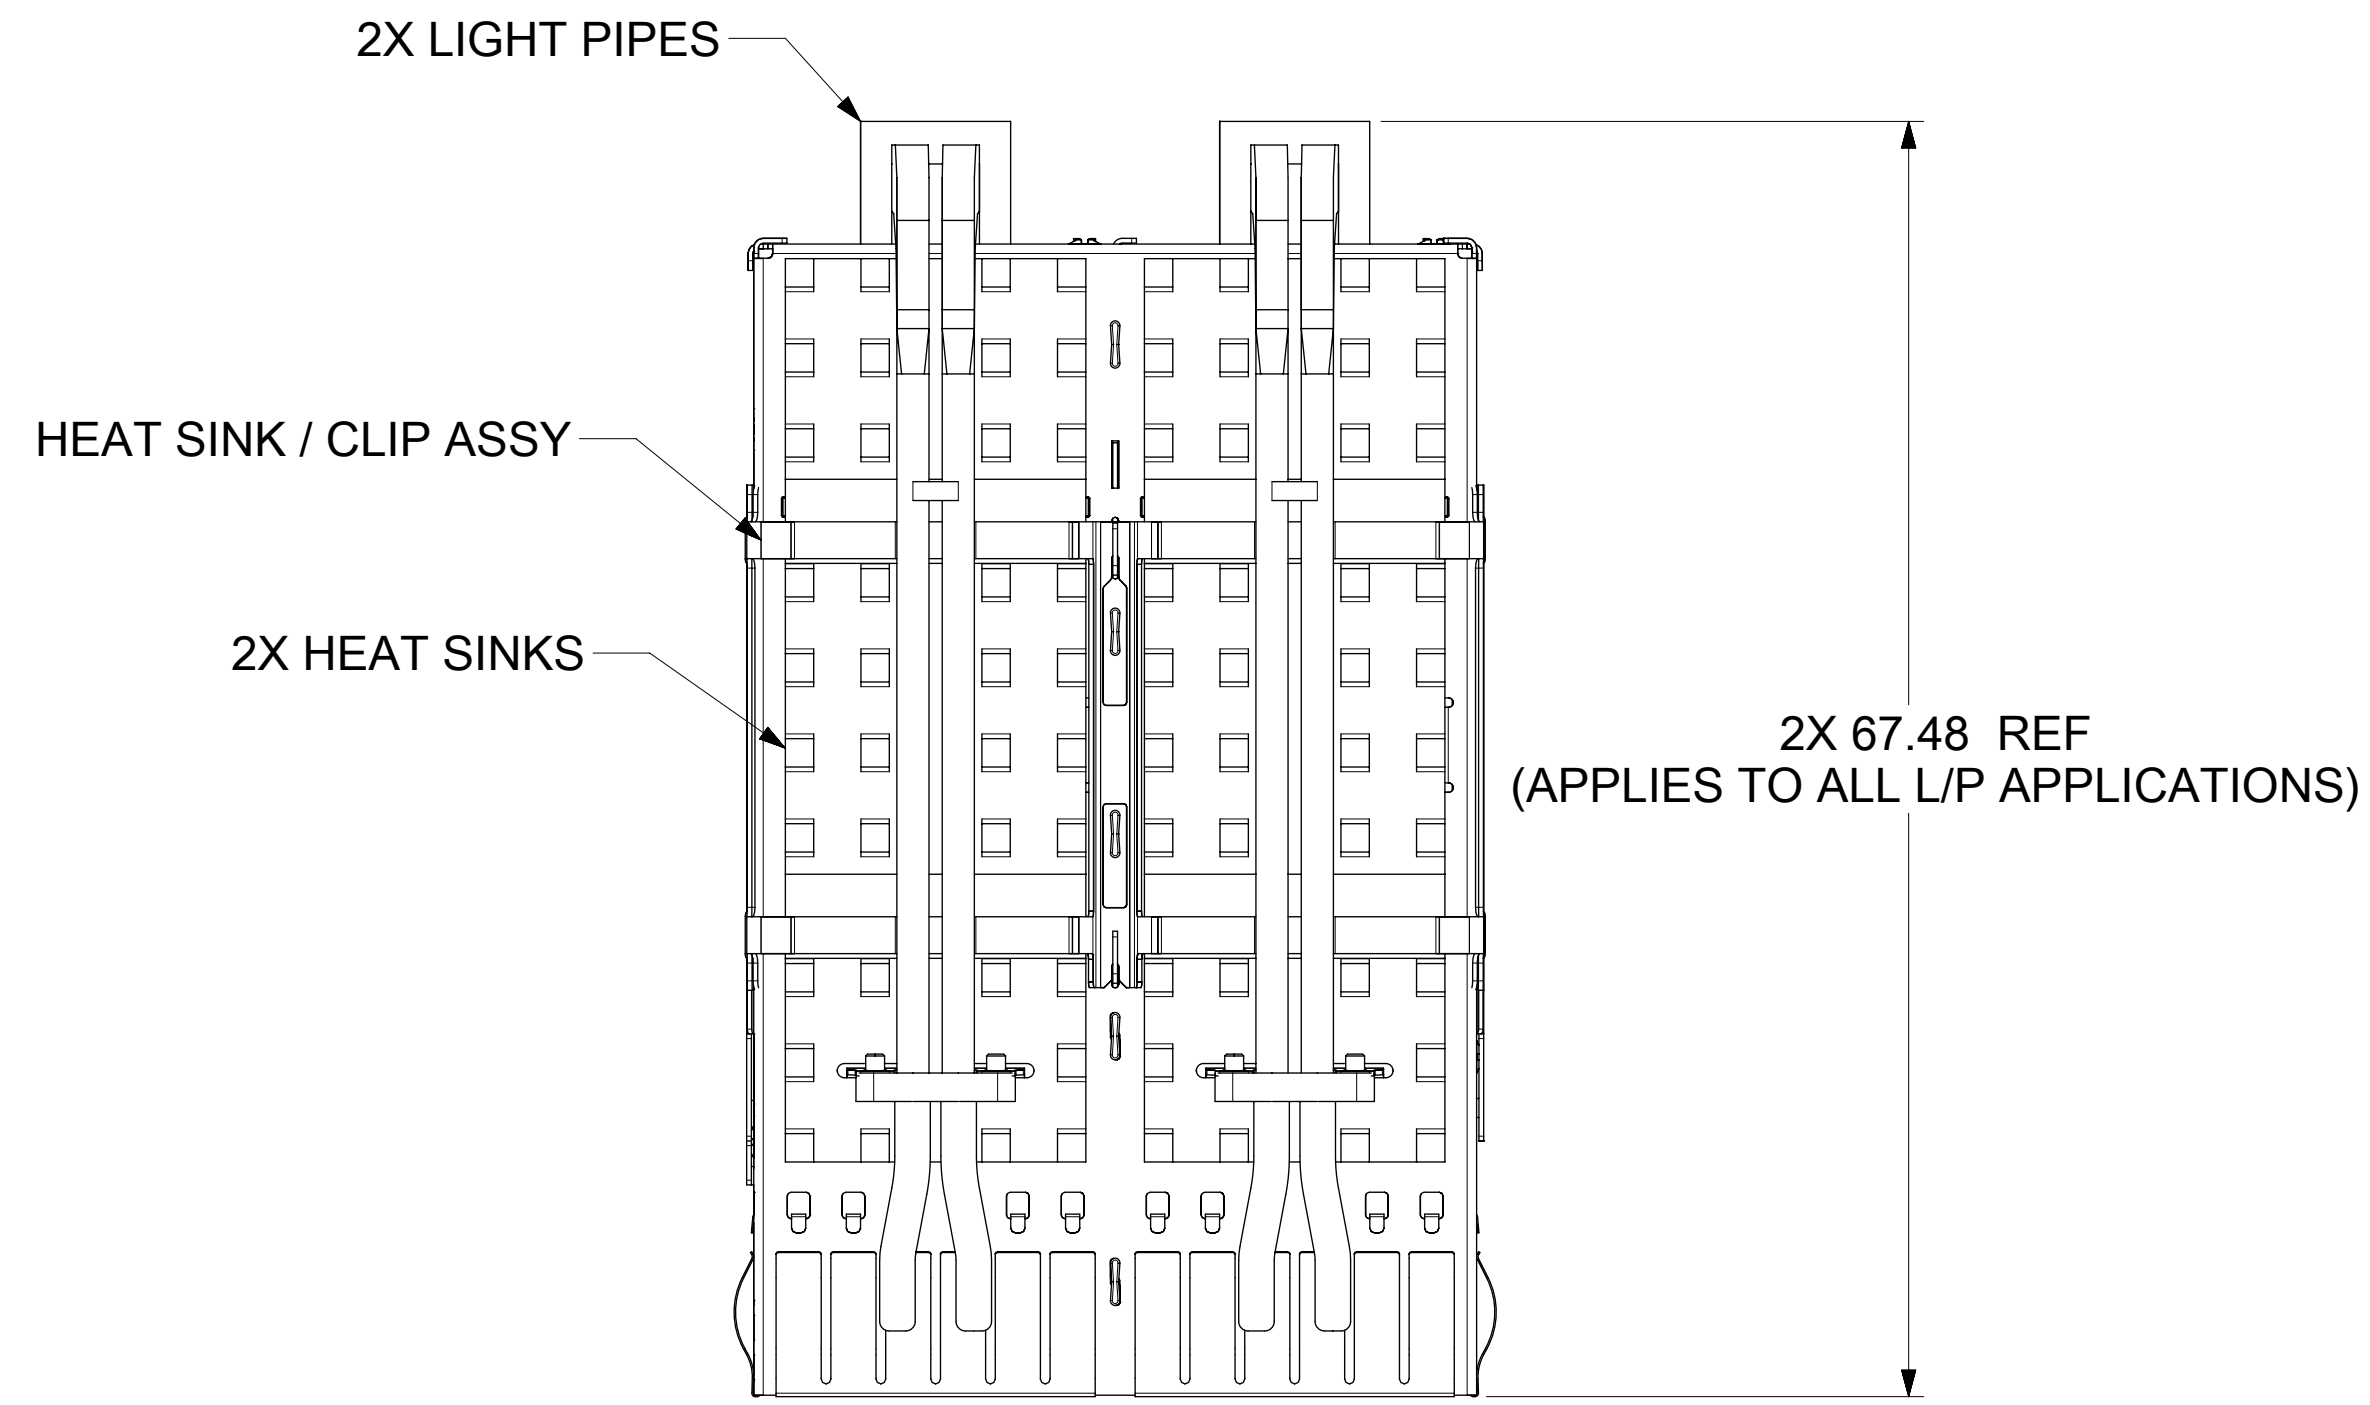 2X LIGHT PIPES
HEAT SINK / CLIP ASSY
2X HEAT SINKS
2X 67.48 REF
(APPLIES TO ALL L/P APPLICATIONS)